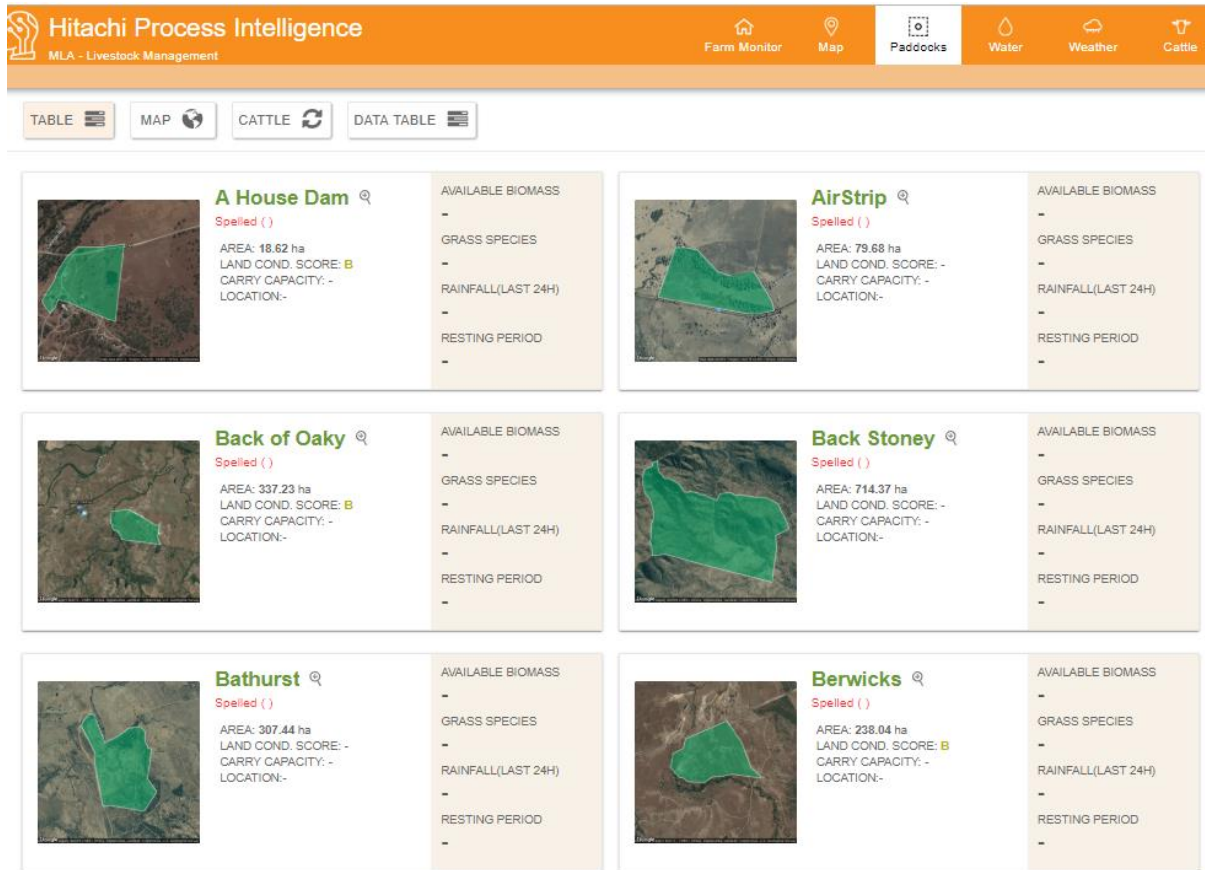 Hitachi Process Intelligence
MLA - Livestock Management
Farm Monitor
Map
Paddocks
Water
Weather
Cattle
TABLE
MAP
CATTLE
DATA TABLE
A House Dam
Spelled ( )
AREA: 18.62 ha
LAND COND. SCORE: B
CARRY CAPACITY: -
LOCATION:-
AVAILABLE BIOMASS
-
GRASS SPECIES
-
RAINFALL(LAST 24H)
-
RESTING PERIOD
-
AirStrip
Spelled ( )
AREA: 79.68 ha
LAND COND. SCORE: -
CARRY CAPACITY: -
LOCATION:-
AVAILABLE BIOMASS
-
GRASS SPECIES
-
RAINFALL(LAST 24H)
-
RESTING PERIOD
-
Back of Oaky
Spelled ( )
AREA: 337.23 ha
LAND COND. SCORE: B
CARRY CAPACITY: -
LOCATION:-
AVAILABLE BIOMASS
-
GRASS SPECIES
-
RAINFALL(LAST 24H)
-
RESTING PERIOD
-
Back Stoney
Spelled ( )
AREA: 714.37 ha
LAND COND. SCORE: -
CARRY CAPACITY: -
LOCATION:-
AVAILABLE BIOMASS
-
GRASS SPECIES
-
RAINFALL(LAST 24H)
-
RESTING PERIOD
-
Bathurst
Spelled ( )
AREA: 307.44 ha
LAND COND. SCORE: -
CARRY CAPACITY: -
LOCATION:-
AVAILABLE BIOMASS
-
GRASS SPECIES
-
RAINFALL(LAST 24H)
-
RESTING PERIOD
-
Berwicks
Spelled ( )
AREA: 238.04 ha
LAND COND. SCORE: B
CARRY CAPACITY: -
LOCATION:-
AVAILABLE BIOMASS
-
GRASS SPECIES
-
RAINFALL(LAST 24H)
-
RESTING PERIOD
-